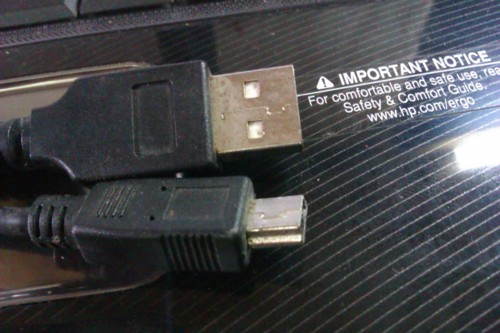 IMPORTANT NOTICE
For comfortable and safe use, rea
Safety & Comfort Guide.
www.hp.com/ergo